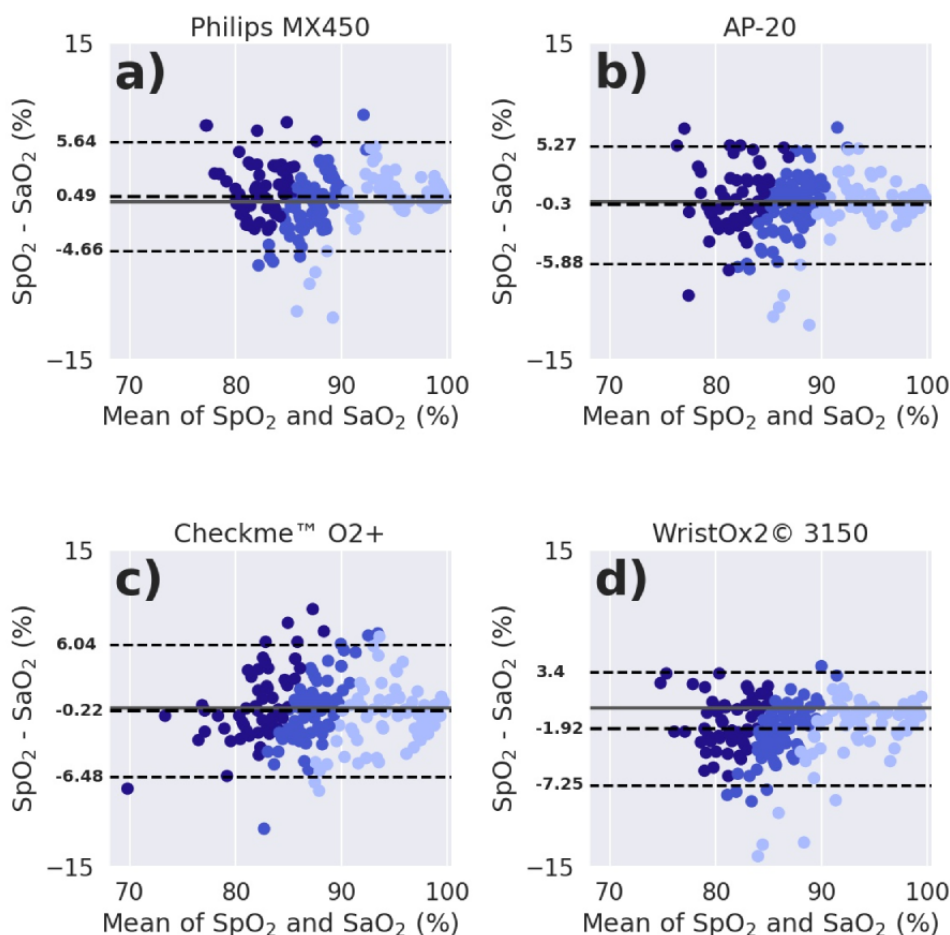 Philips MX450
a)
15
5.64
0.49
-4.66
−15
SpO₂ - SaO₂ (%)
70 80 90 100
Mean of SpO₂ and SaO₂ (%)
AP-20
b)
15
5.27
-0.3
-5.88
−15
SpO₂ - SaO₂ (%)
70 80 90 100
Mean of SpO₂ and SaO₂ (%)
Checkme™ O2+
c)
15
6.04
-0.22
-6.48
−15
SpO₂ - SaO₂ (%)
70 80 90 100
Mean of SpO₂ and SaO₂ (%)
WristOx2© 3150
d)
15
3.4
-1.92
-7.25
−15
SpO₂ - SaO₂ (%)
70 80 90 100
Mean of SpO₂ and SaO₂ (%)